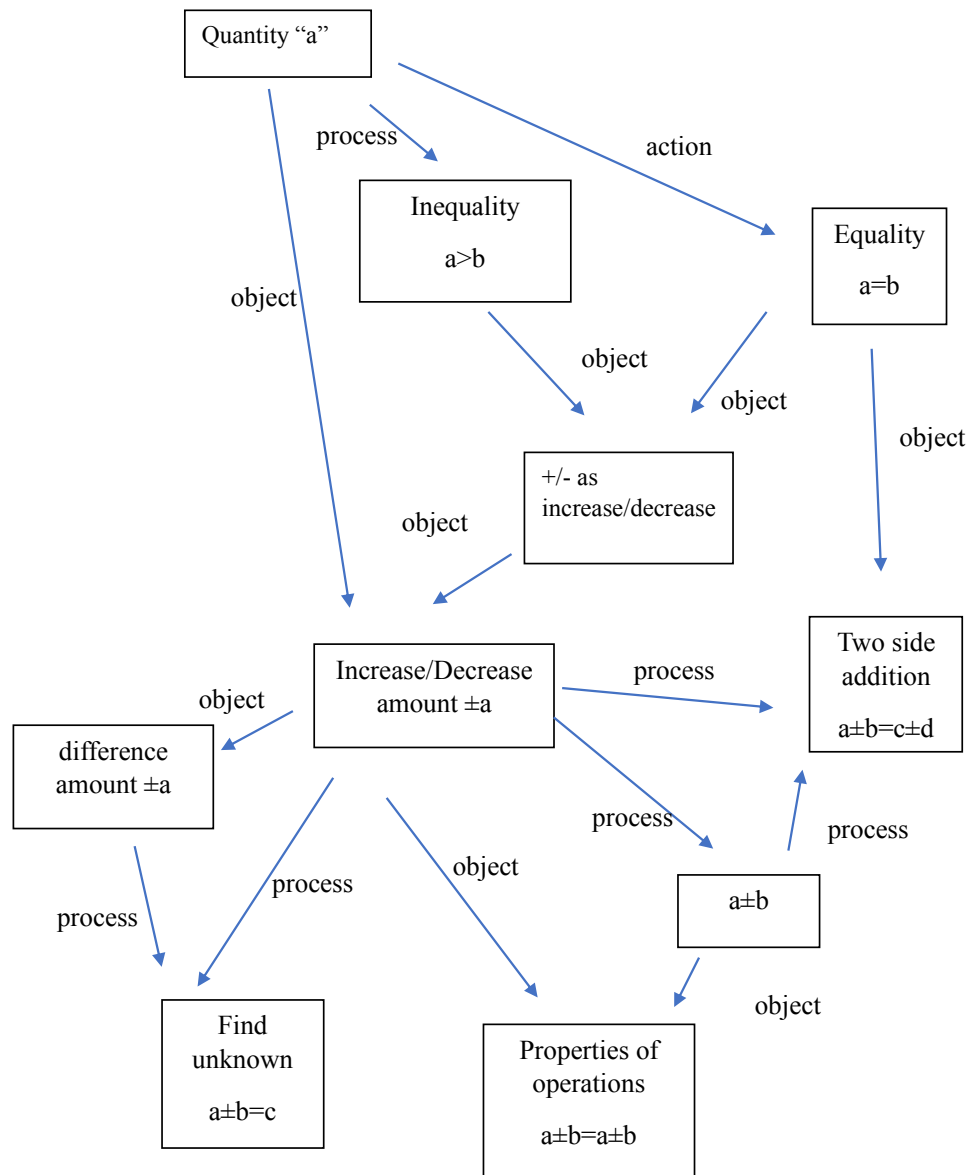 Quantity “a”
process
action
Inequality
a>b
Equality
a=b
object
object
object
object
+/- as
increase/decrease
object
Two side
addition
a±b=c±d
Increase/Decrease
amount ±a
process
object
difference
amount ±a
process
process
object
process
process
a±b
object
Find
unknown
a±b=c
Properties of
operations
a±b=a±b